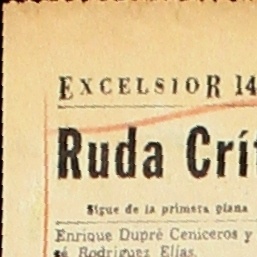 EXCELSIOR 14
Ruda Crít
Sigue de la primera plana
Enrique Dupré Ceniceros y
sé Rodríguez Elías.